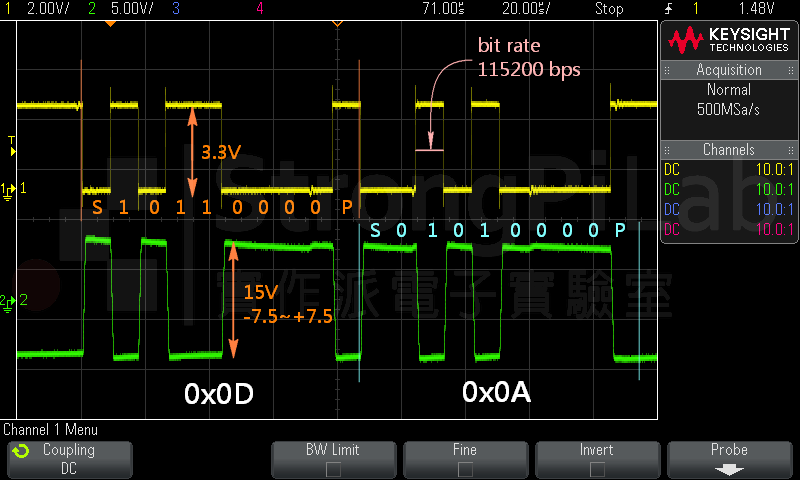 1 2.00V/ 2 5.00V/ 3 4 71.00s 20.00s/ Stop 1 1.48V
bit rate
115200 bps
KEYSIGHT
TECHNOLOGIES
Acquisition
Normal
500MSa/s
Channels
DC 10.0:1
DC 10.0:1
DC 10.0:1
DC 10.0:1
T
3.3V
StrongPiLab
1 1
S 1 0 1 1 0 0 0 0 P
S 0 1 0 1 0 0 0 0 P
實作派電子實驗室
2 2
15V
-7.5~+7.5
0x0D
0x0A
Channel 1 Menu
Coupling
DC
BW Limit
Fine
Invert
Probe